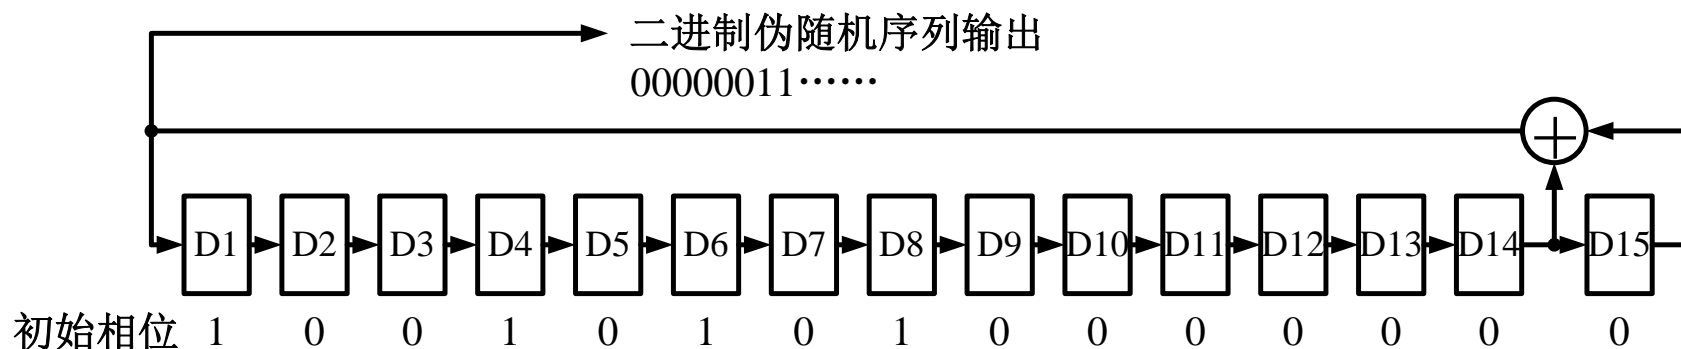 二进制伪随机序列输出
00000011……
D1 D2 D3 D4 D5 D6 D7 D8 D9 D10 D11 D12 D13 D14 D15
初始相位 1 0 0 1 0 1 0 1 0 0 0 0 0 0 0